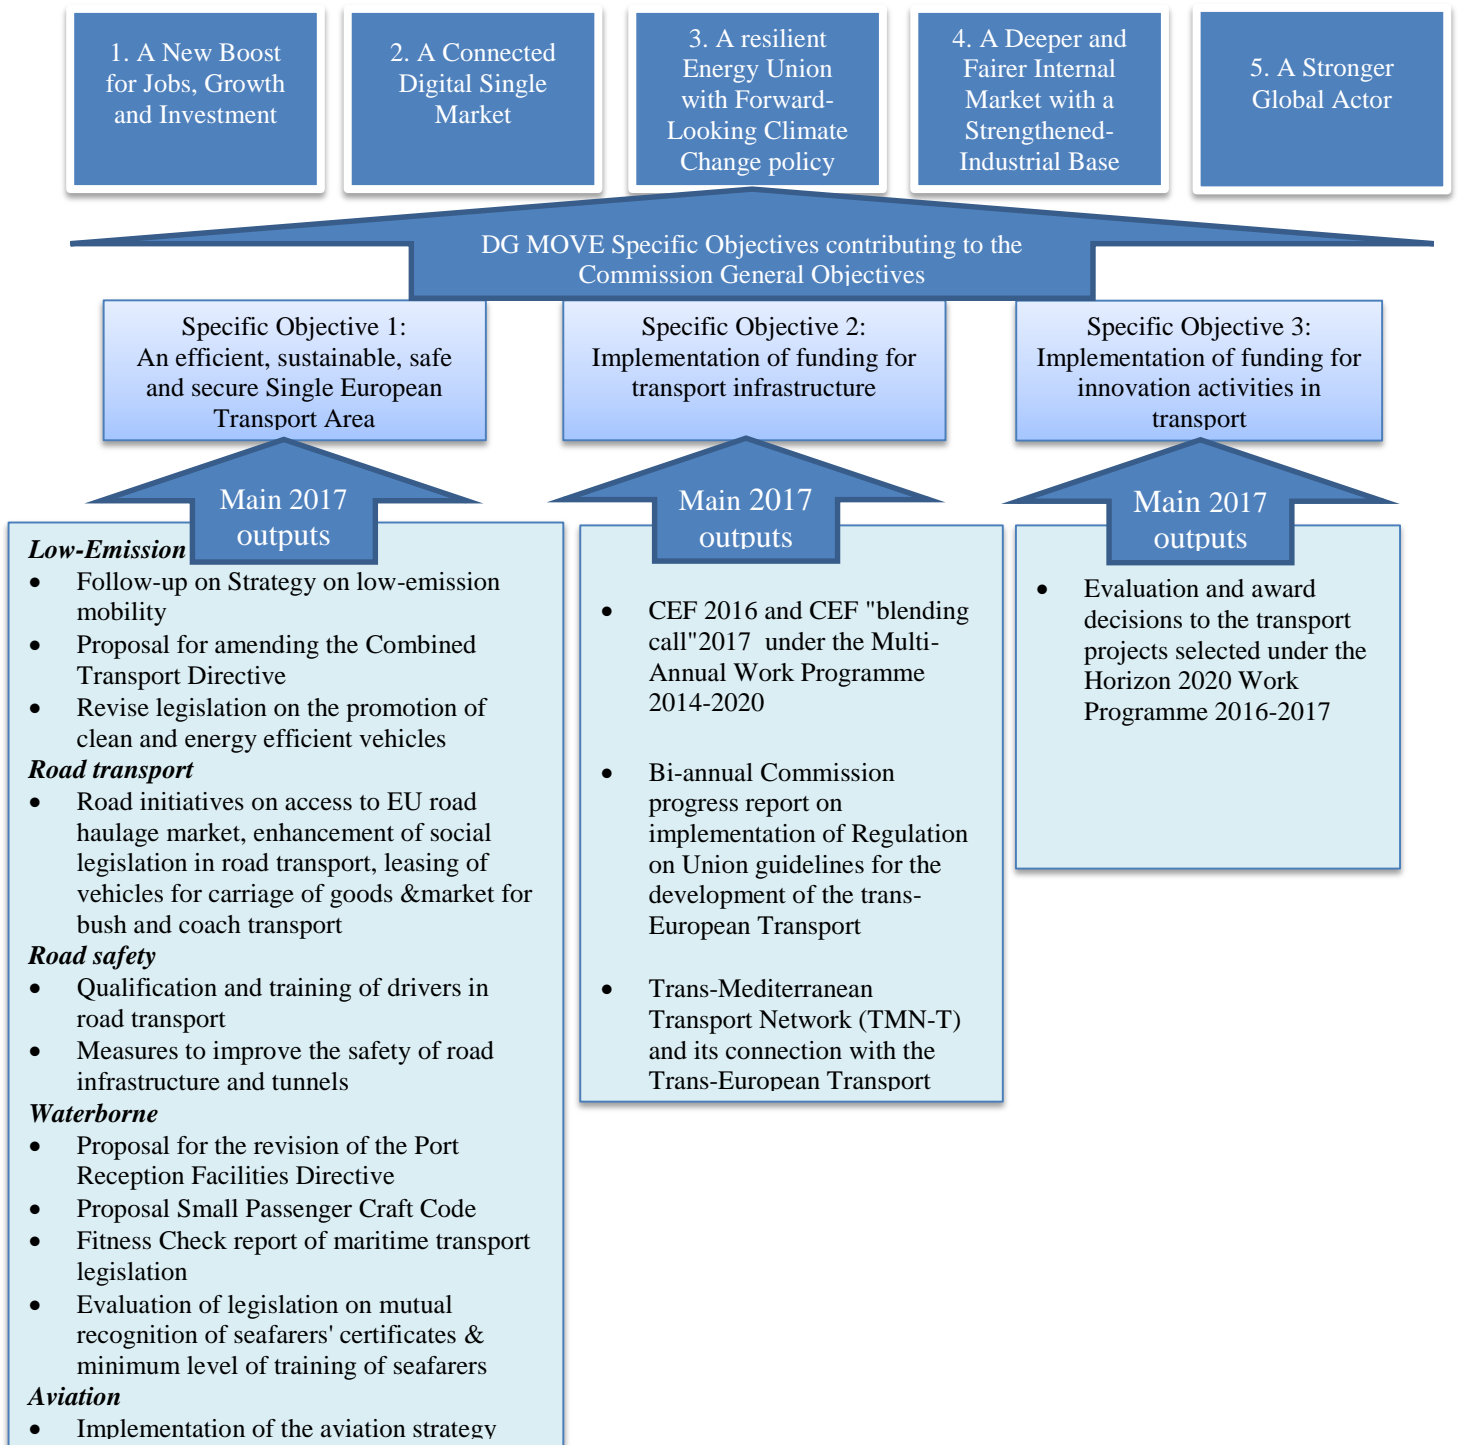 1. A New Boost
for Jobs, Growth
and Investment
2. A Connected
Digital Single
Market
3. A resilient
Energy Union
with Forward-
Looking Climate
Change policy
4. A Deeper and
Fairer Internal
Market with a
Strengthened-
Industrial Base
5. A Stronger
Global Actor
DG MOVE Specific Objectives contributing to the
Commission General Objectives
Specific Objective 1:
An efficient, sustainable, safe
and secure Single European
Transport Area
Specific Objective 2:
Implementation of funding for
transport infrastructure
Specific Objective 3:
Implementation of funding for
innovation activities in
transport
Main 2017
outputs
Low-Emission
• Follow-up on Strategy on low-emission
mobility
• Proposal for amending the Combined
Transport Directive
• Revise legislation on the promotion of
clean and energy efficient vehicles
Road transport
• Road initiatives on access to EU road
haulage market, enhancement of social
legislation in road transport, leasing of
vehicles for carriage of goods &market for
bush and coach transport
Road safety
• Qualification and training of drivers in
road transport
• Measures to improve the safety of road
infrastructure and tunnels
Waterborne
• Proposal for the revision of the Port
Reception Facilities Directive
• Proposal Small Passenger Craft Code
• Fitness Check report of maritime transport
legislation
• Evaluation of legislation on mutual
recognition of seafarers' certificates &
minimum level of training of seafarers
Aviation
• Implementation of the aviation strategy
Main 2017
outputs
• CEF 2016 and CEF "blending
call"2017 under the Multi-
Annual Work Programme
2014-2020
• Bi-annual Commission
progress report on
implementation of Regulation
on Union guidelines for the
development of the trans-
European Transport
• Trans-Mediterranean
Transport Network (TMN-T)
and its connection with the
Trans-European Transport
Main 2017
outputs
• Evaluation and award
decisions to the transport
projects selected under the
Horizon 2020 Work
Programme 2016-2017